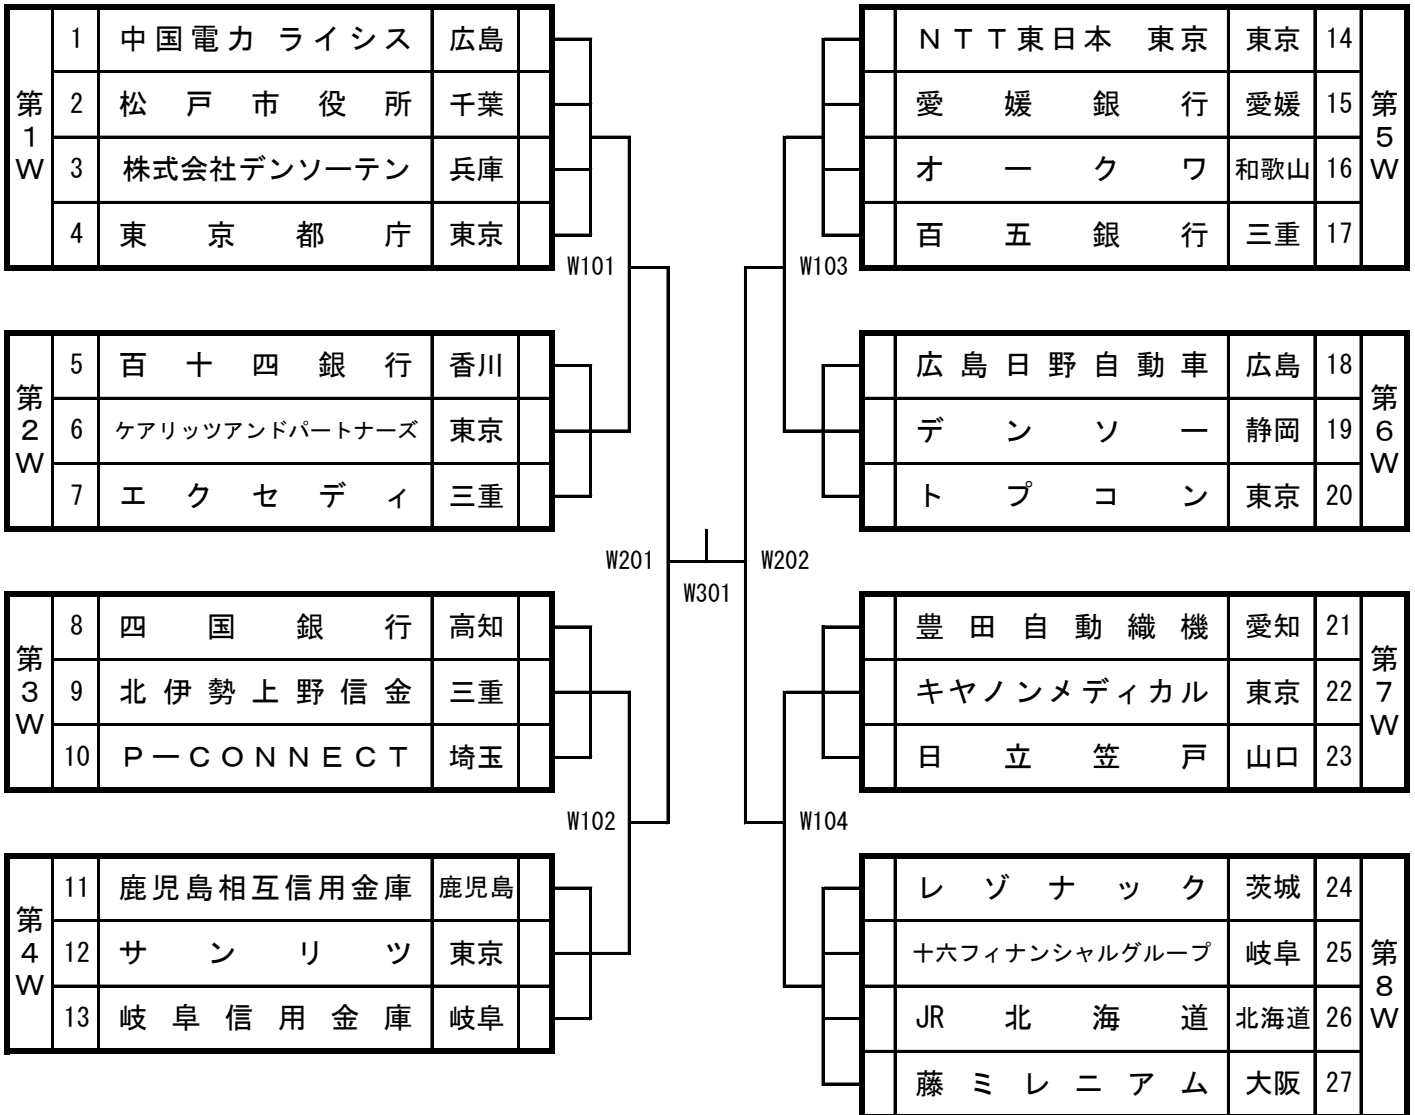 第1W
1 中国電力 ライシス 広島
2 松戸市役所 千葉
3 株式会社デンソーテン 兵庫
4 東京都庁 東京
W101
第2W
5 百十四銀行 香川
6 ケアリッツアンドパートナーズ 東京
7 エクセディ 三重
W201
第3W
8 四国銀行 高知
9 北伊勢上野信金 三重
10 P－CONNECT 埼玉
W102
第4W
11 鹿児島相互信用金庫 鹿児島
12 サンリツ 東京
13 岐阜信用金庫 岐阜
W301
NTT東日本 東京 東京 14
愛媛銀行 愛媛 15
オークワ 和歌山 16
百五銀行 三重 17
第5W
W103
広島日野自動車 広島 18
デンソー 静岡 19
トプコン 東京 20
第6W
W202
豊田自動織機 愛知 21
キヤノンメディカル 東京 22
日立笠戸 山口 23
第7W
W104
レゾナック 茨城 24
十六フィナンシャルグループ 岐阜 25
JR北海道 北海道 26
藤ミレニアム 大阪 27
第8W